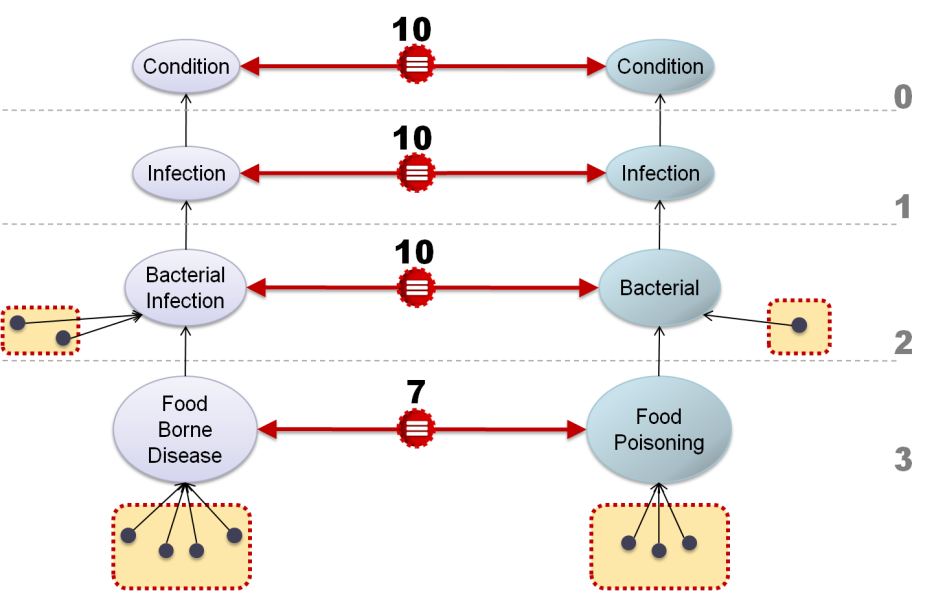 10
Condition
Condition
0
10
Infection
Infection
1
10
Bacterial
Infection
Bacterial
2
7
Food
Borne
Disease
Food
Poisoning
3